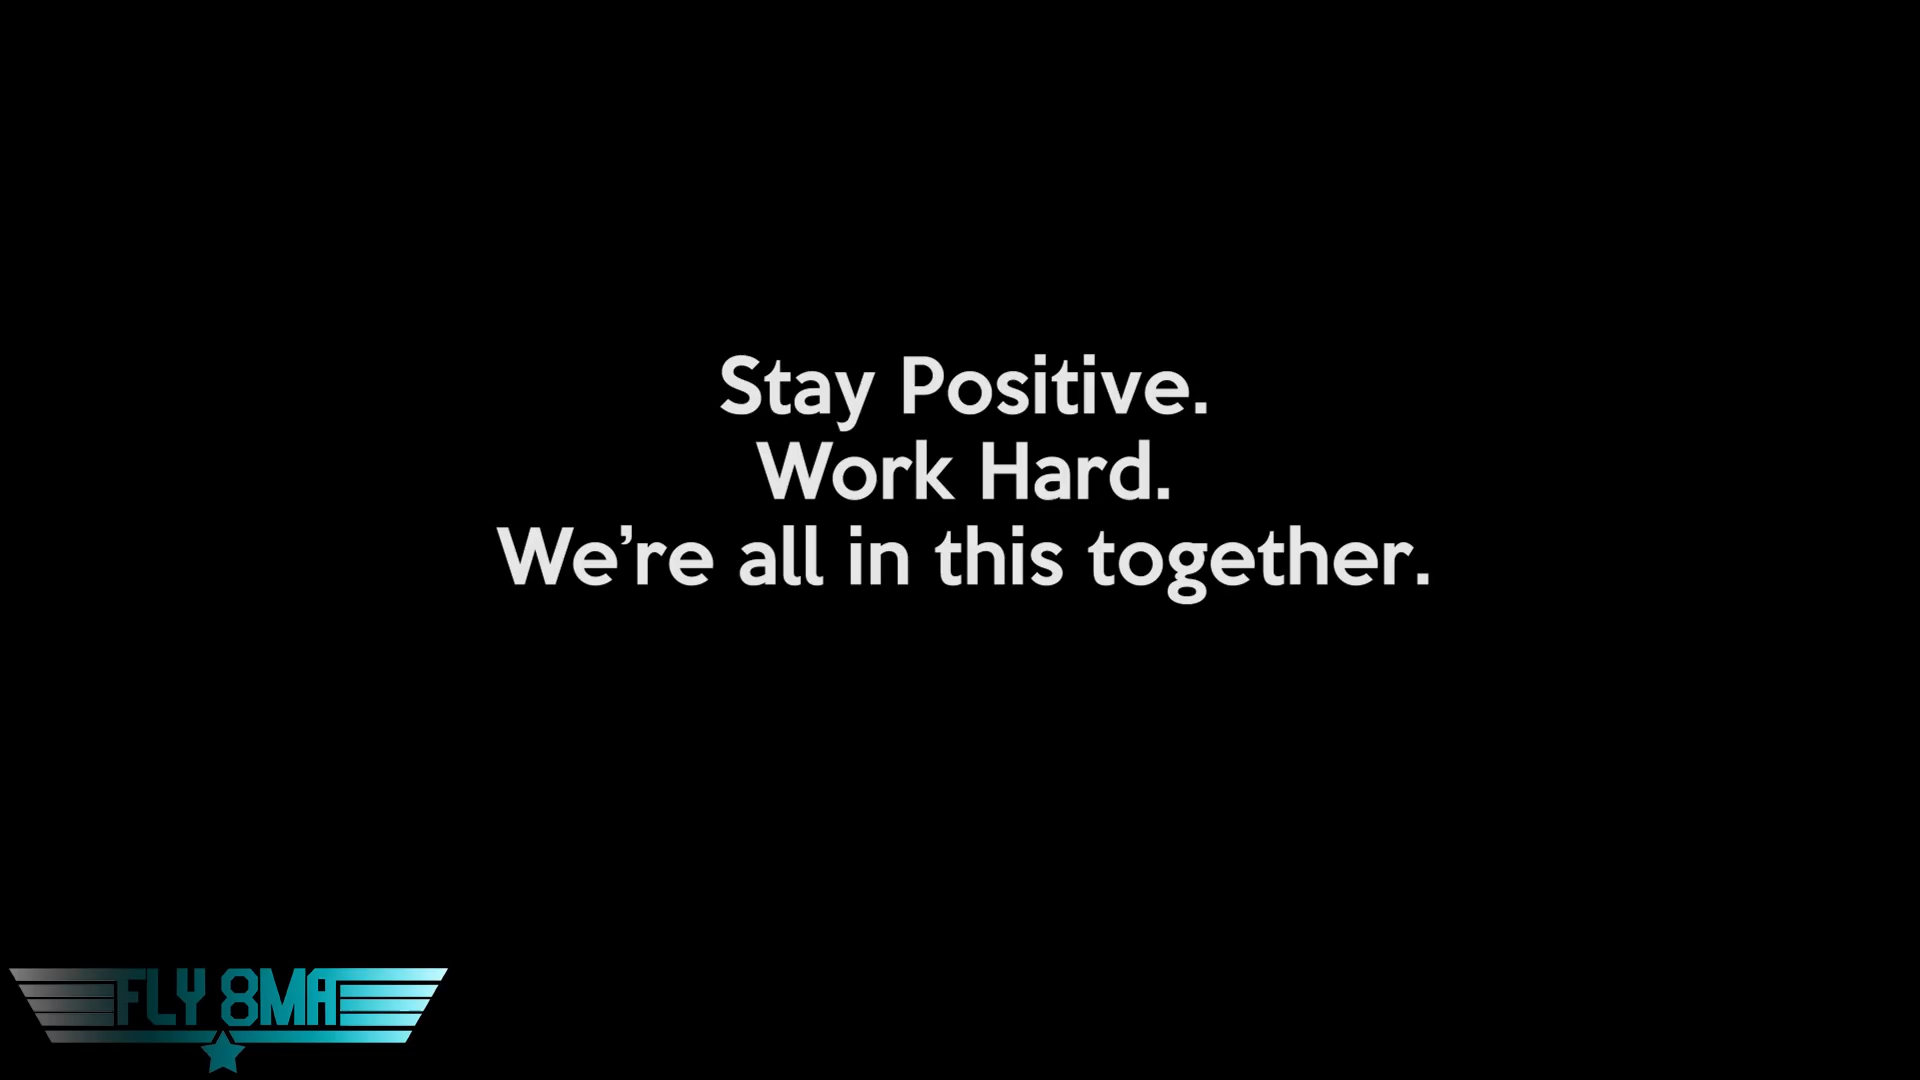 Stay Positive.
Work Hard.
We’re all in this together.
FLY 8MA